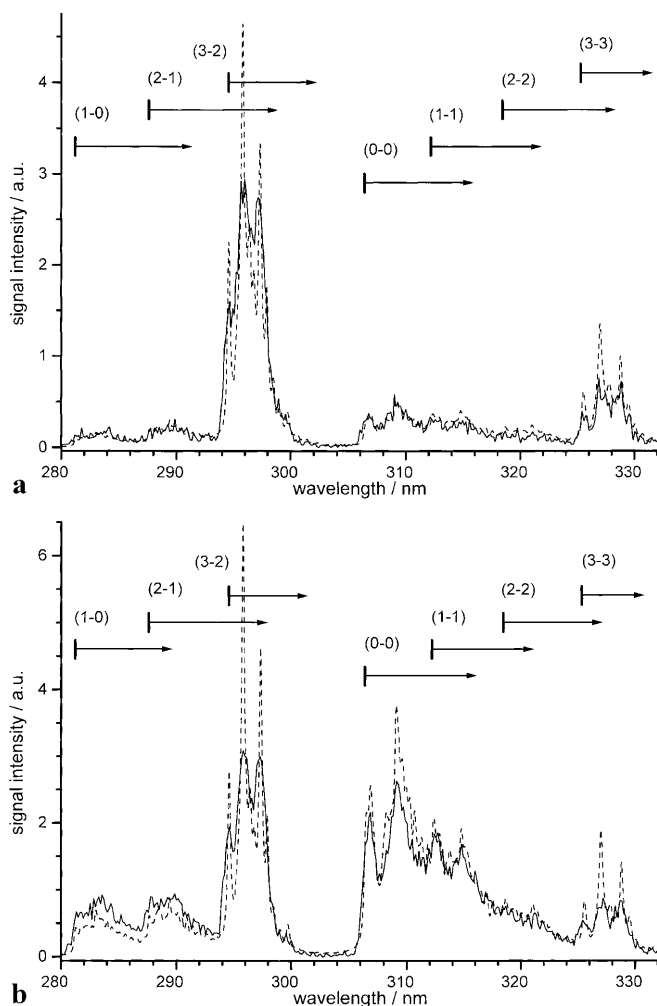 (3-2)
(3-3)
(2-1)
(2-2)
(1-0)
(1-1)
(0-0)
signal intensity / a.u.
4
3
2
1
0
280 290 300 310 320 330
wavelength / nm
a
(3-2)
(3-3)
(2-1)
(2-2)
(1-0)
(1-1)
(0-0)
signal intensity / a.u.
6
4
2
0
280 290 300 310 320 330
wavelength / nm
b